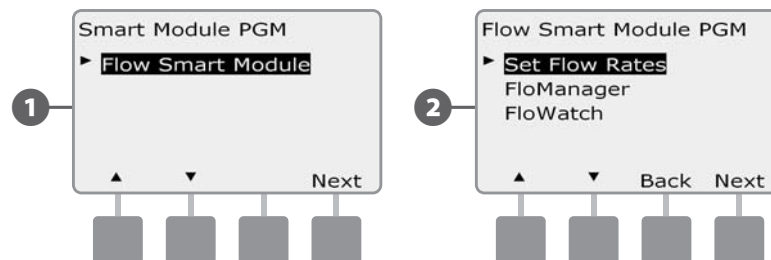 1
Smart Module PGM
► Flow Smart Module
▲ ▼ Next
2
Flow Smart Module PGM
► Set Flow Rates
FloManager
FloWatch
▲ ▼ Back Next